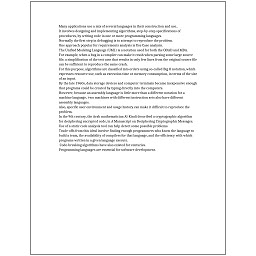 Many applications use a mix of several languages in their construction and use.
It involves designing and implementing algorithms, step-by-step specifications of
procedures, by writing code in one or more programming languages.
Normally the first step in debugging is to attempt to reproduce the problem.
One approach popular for requirements analysis is Use Case analysis.
The Unified Modeling Language (UML) is a notation used for both the OOAD and MDA.
For example, when a bug in a compiler can make it crash when parsing some large source
file, a simplification of the test case that results in only few lines from the original source file
can be sufficient to reproduce the same crash.
For this purpose, algorithms are classified into orders using so-called Big O notation, which
expresses resource use, such as execution time or memory consumption, in terms of the size
of an input.
By the late 1960s, data storage devices and computer terminals became inexpensive enough
that programs could be created by typing directly into the computers.
However, because an assembly language is little more than a different notation for a
machine language, two machines with different instruction sets also have different
assembly languages.
Also, specific user environment and usage history can make it difficult to reproduce the
problem.
In the 9th century, the Arab mathematician Al-Kindi described a cryptographic algorithm
for deciphering encrypted code, in A Manuscript on Deciphering Cryptographic Messages.
Use of a static code analysis tool can help detect some possible problems.
Trade-offs from this ideal involve finding enough programmers who know the language to
build a team, the availability of compilers for that language, and the efficiency with which
programs written in a given language execute.
Code-breaking algorithms have also existed for centuries.
Programming languages are essential for software development.